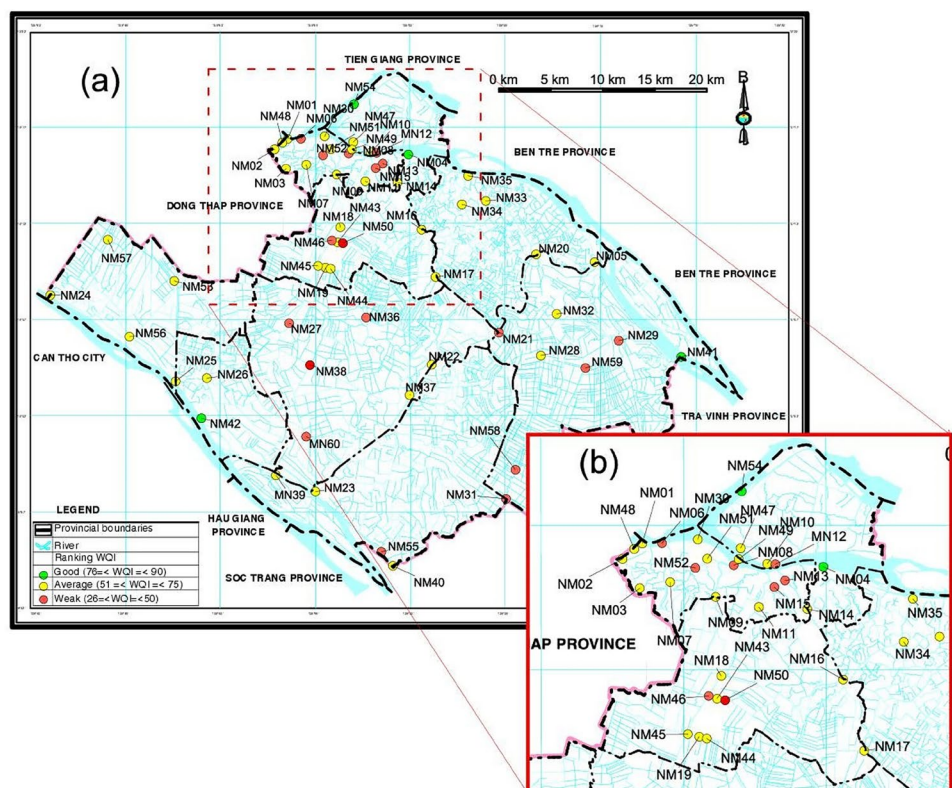 (a)
TIEN GIANG PROVINCE
0 km 5 km 10 km 15 km 20 km
B
NM54
NM01 NM30
NM48 NM06 NM47
NM51 NM10
NM49 MN12
NM52 NM08
BEN TRE PROVINCE
NM02 NM04
NM13
NM03 NM15
NM35
NM09 NM11 NM14
NM07 NM33
DONG THAP PROVINCE
NM43 NM34
NM18 NM16
NM50
NM46
NM20
NM57 NM05
NM45 NM17 BEN TRE PROVINCE
NM53
NM24 NM19 NM44
NM36 NM32
NM27
NM56 NM21 NM29
CAN THO CITY NM25 NM22 NM28 NM41
NM26 NM38 NM59
NM37
NM42 TRA VINH PROVINCE
MN60 NM58
MN39 NM23
NM31
HAU GIANG
PROVINCE
NM55
SOC TRANG PROVINCE NM40
LEGEND
Provincial boundaries
River
Ranking WQI
Good (76=< WQI =< 90)
Average (51 =< WQI =< 75)
Weak (26=<WQI=<50)
(b)
NM54
NM01 NM30
NM48 NM06 NM47
NM51 NM10
NM49
NM08 MN12
NM52
NM02 NM13 NM04
NM03 NM15
NM09 NM14 NM35
NM07 NM11
AP PROVINCE NM43 NM34
NM18 NM16
NM50
NM46
NM45 NM17
NM44
NM19